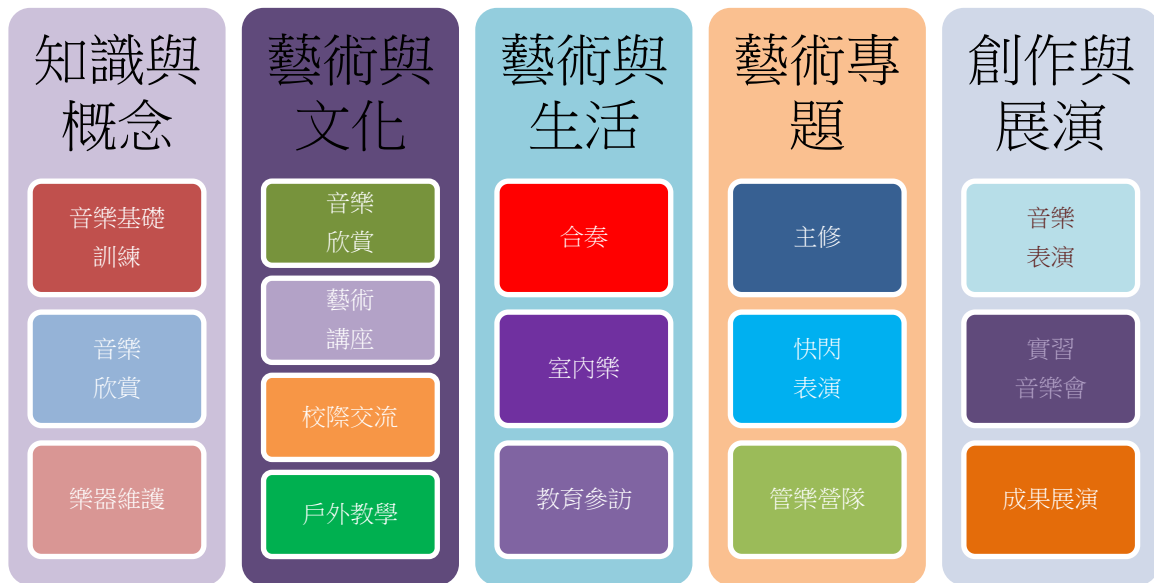 知識與
概念
音樂基礎
訓練
音樂
欣賞
樂器維護
藝術與
文化
音樂
欣賞
藝術
講座
校際交流
戶外教學
藝術與
生活
合奏
室內樂
教育參訪
藝術專
題
主修
快閃
表演
管樂營隊
創作與
展演
音樂
表演
實習
音樂會
成果展演